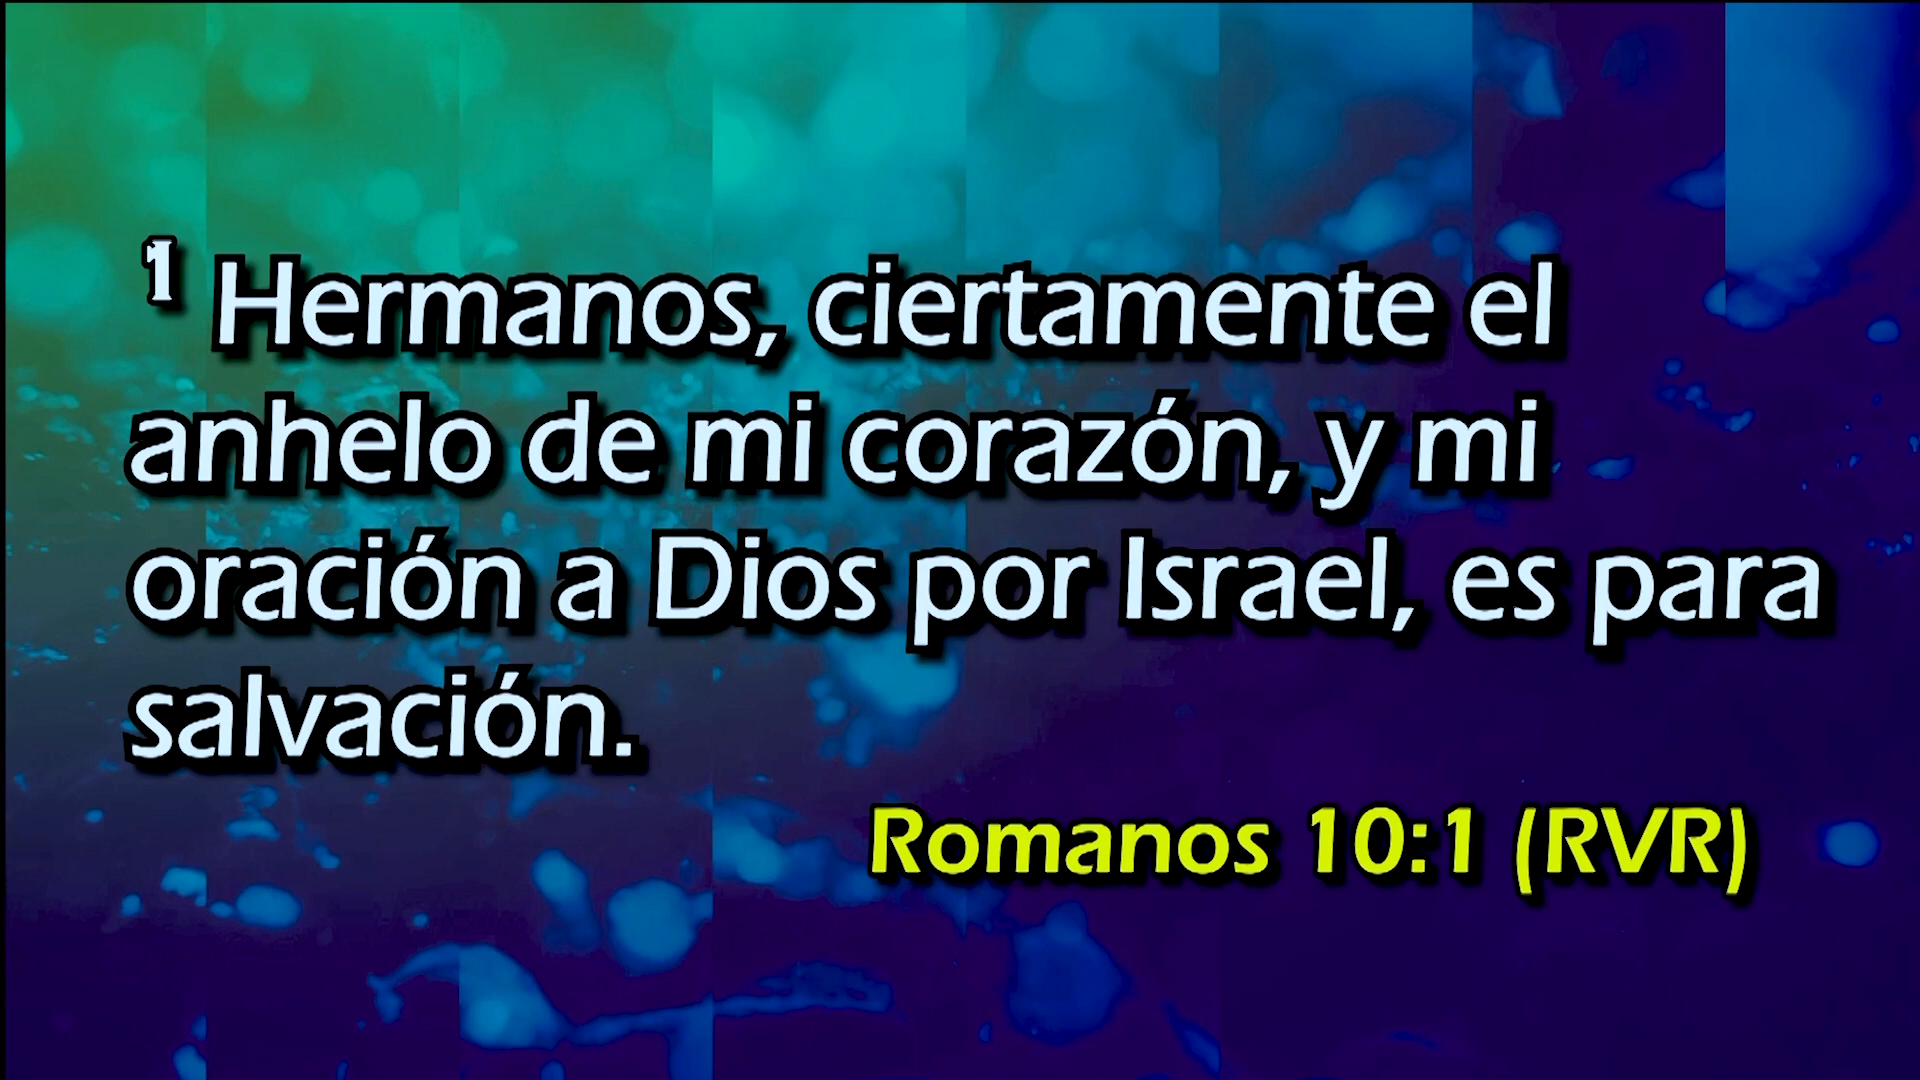 1 Hermanos, ciertamente el
anhelo de mi corazón, y mi
oración a Dios por Israel, es para
salvación.
Romanos 10:1 (RVR)